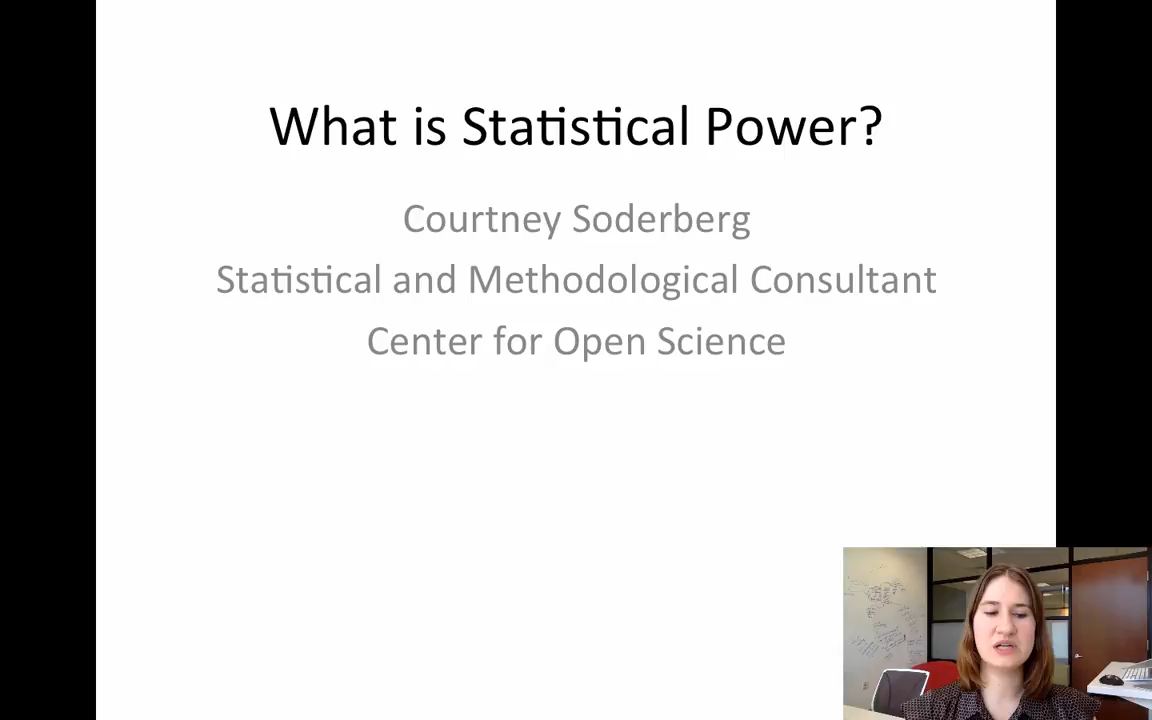 What is Statistical Power?
Courtney Soderberg
Statistical and Methodological Consultant
Center for Open Science